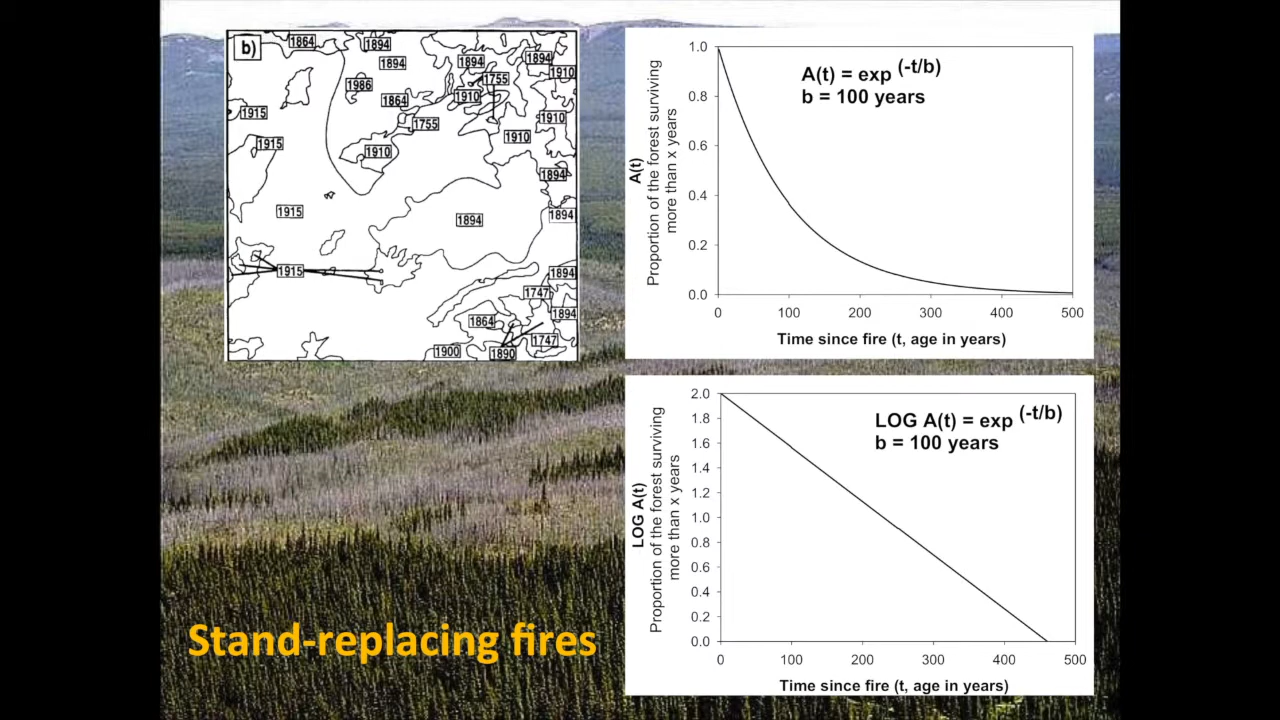 b)
1864
1894
1894
1894
1894
1910
1986
1755
1864
1910
1915
1755
1910
1910
1915
1910
1894
1915
1894
1894
1915
1894
1747
1864
1894
1747
1900
1890
A(t) = exp (-t/b)
b = 100 years
A(t)
Proportion of the forest surviving
more than x years
1.0
0.8
0.6
0.4
0.2
0.0
0 100 200 300 400 500
Time since fire (t, age in years)
LOG A(t) = exp (-t/b)
b = 100 years
LOG A(t)
Proportion of the forest surviving
more than x years
2.0
1.8
1.6
1.4
1.2
1.0
0.8
0.6
0.4
0.2
0.0
0 100 200 300 400 500
Time since fire (t, age in years)
Stand-replacing fires